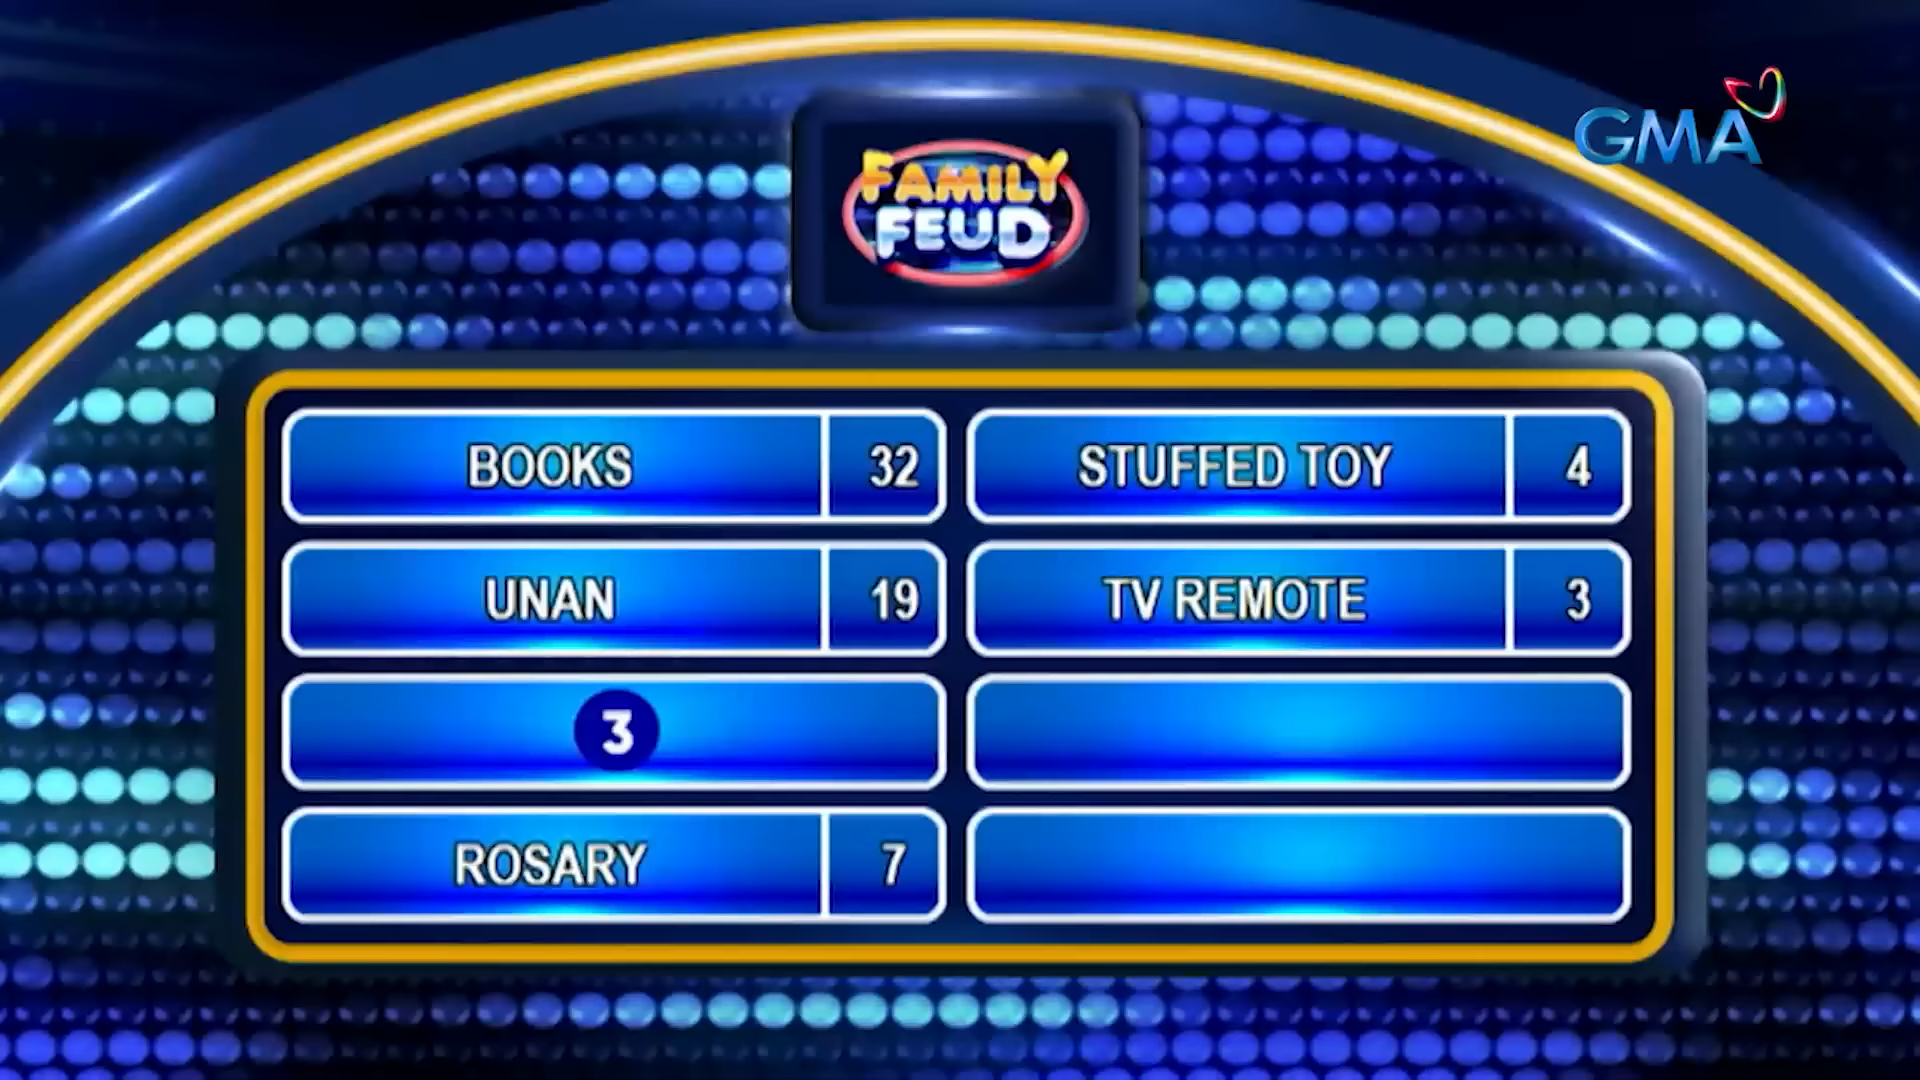 GMA
FAMILY
FEUD
BOOKS 32
UNAN 19
3
ROSARY 7
STUFFED TOY 4
TV REMOTE 3